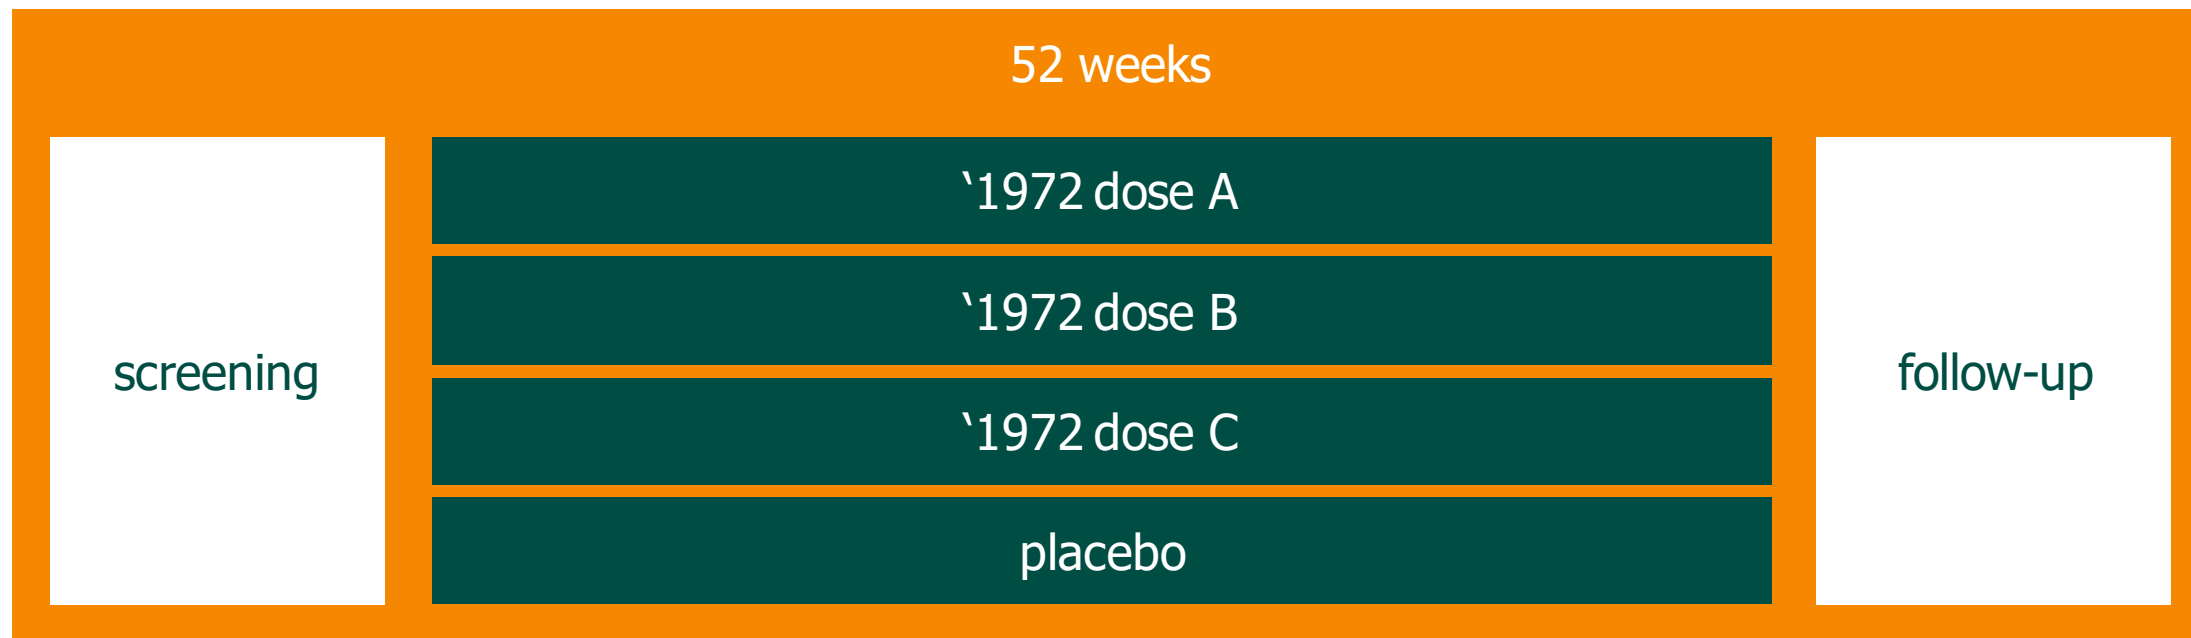 52 weeks
screening
‘1972 dose A
‘1972 dose B
‘1972 dose C
placebo
follow-up